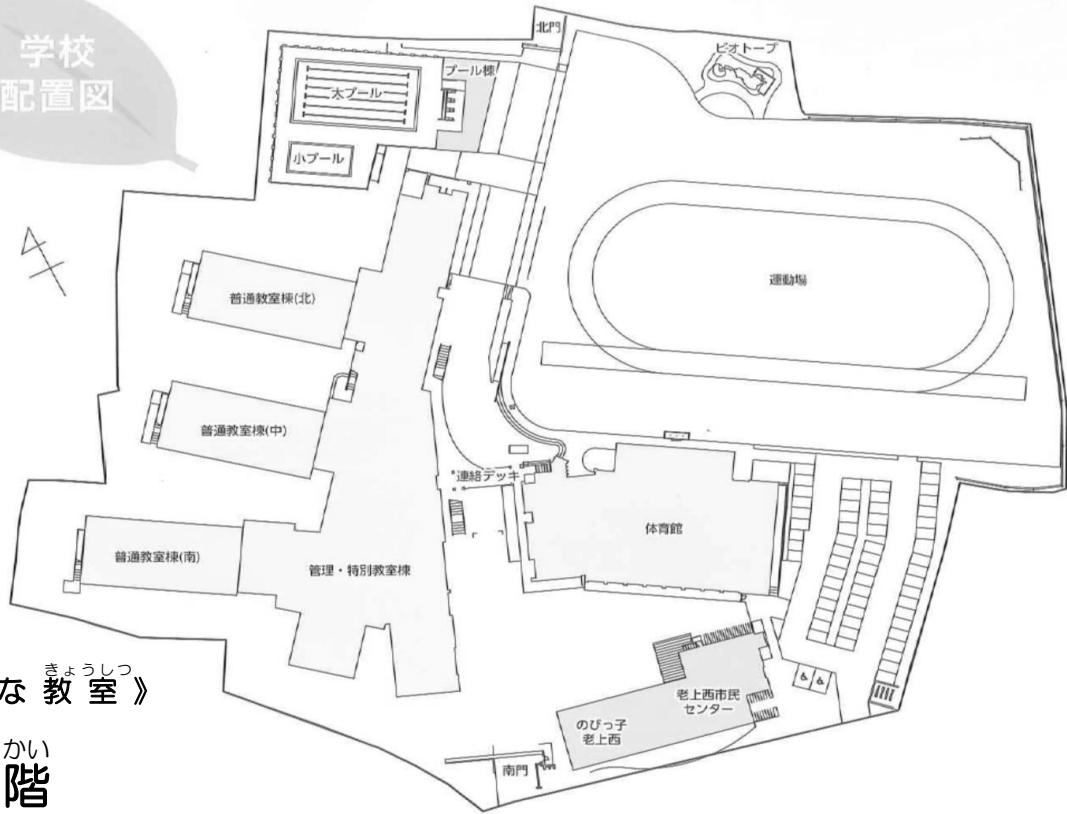 学校
配置図
北門
ビオトープ
プール棟
大プール
小プール
運動場
普通教室棟(北)
普通教室棟(中)
連絡デッキ
体育館
普通教室棟(南)
管理・特別教室棟
きょうしつ
な教室》
かい
階
老上西市民
センター
のびっ子
老上西
南門